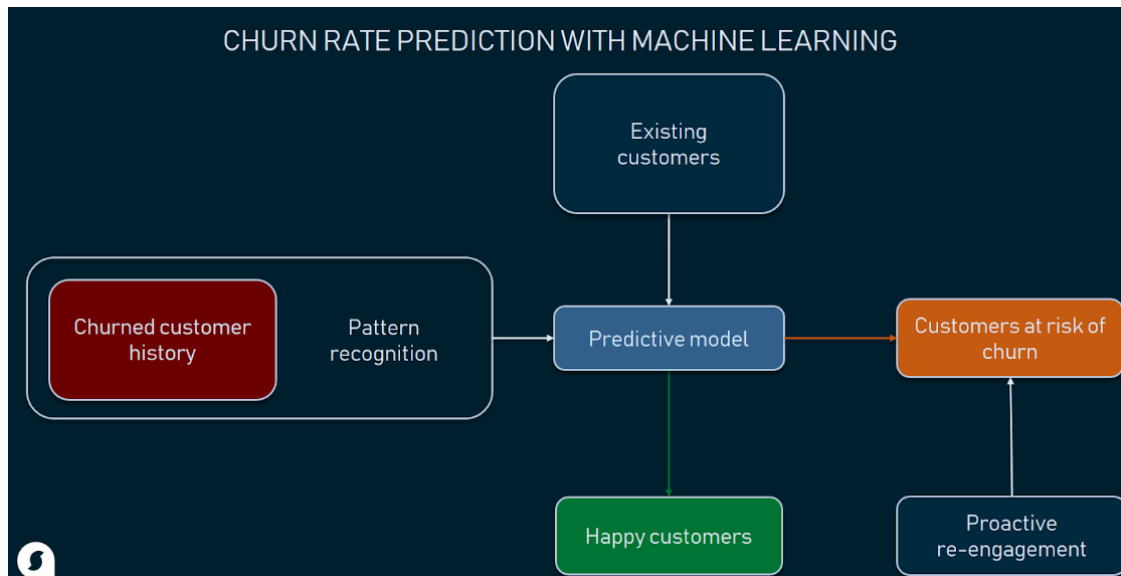 CHURN RATE PREDICTION WITH MACHINE LEARNING
Existing
customers
Churned customer
history
Pattern
recognition
Predictive model
Customers at risk of
churn
Happy customers
Proactive
re-engagement